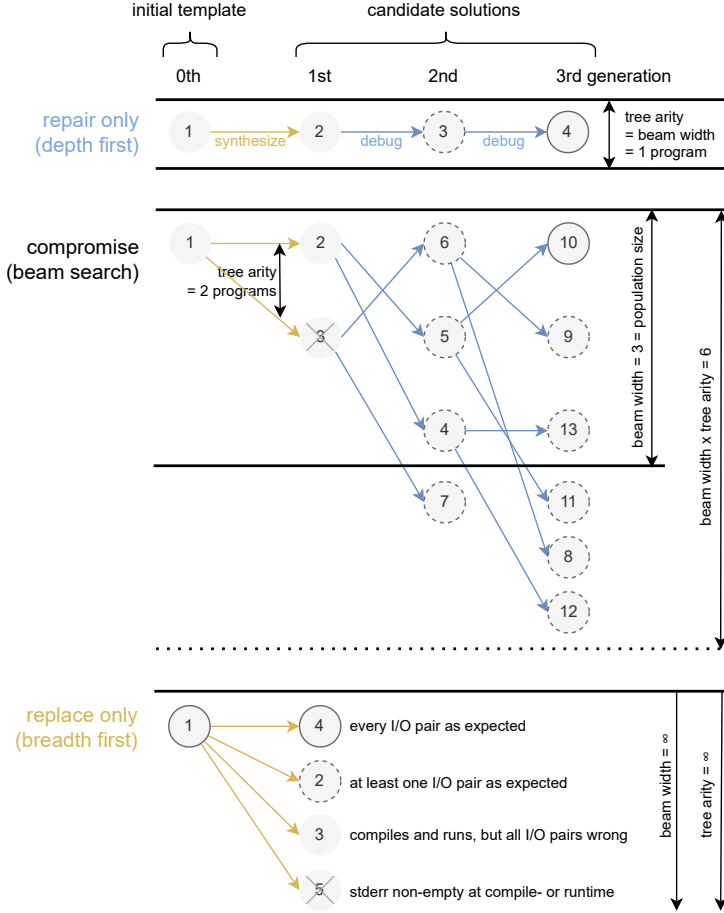 initial template
candidate solutions
0th
1st
2nd
3rd generation
repair only
(depth first)
1
synthesize
2
debug
3
debug
4
tree arity
= beam width
= 1 program
compromise
(beam search)
1
2
6
10
tree arity
= 2 programs
3
5
9
4
13
7
11
8
12
beam width = 3 = population size
beam width x tree arity = 6
replace only
(breadth first)
1
4
every I/O pair as expected
2
at least one I/O pair as expected
3
compiles and runs, but all I/O pairs wrong
5
stderr non-empty at compile- or runtime
beam width = ∞
tree arity = ∞